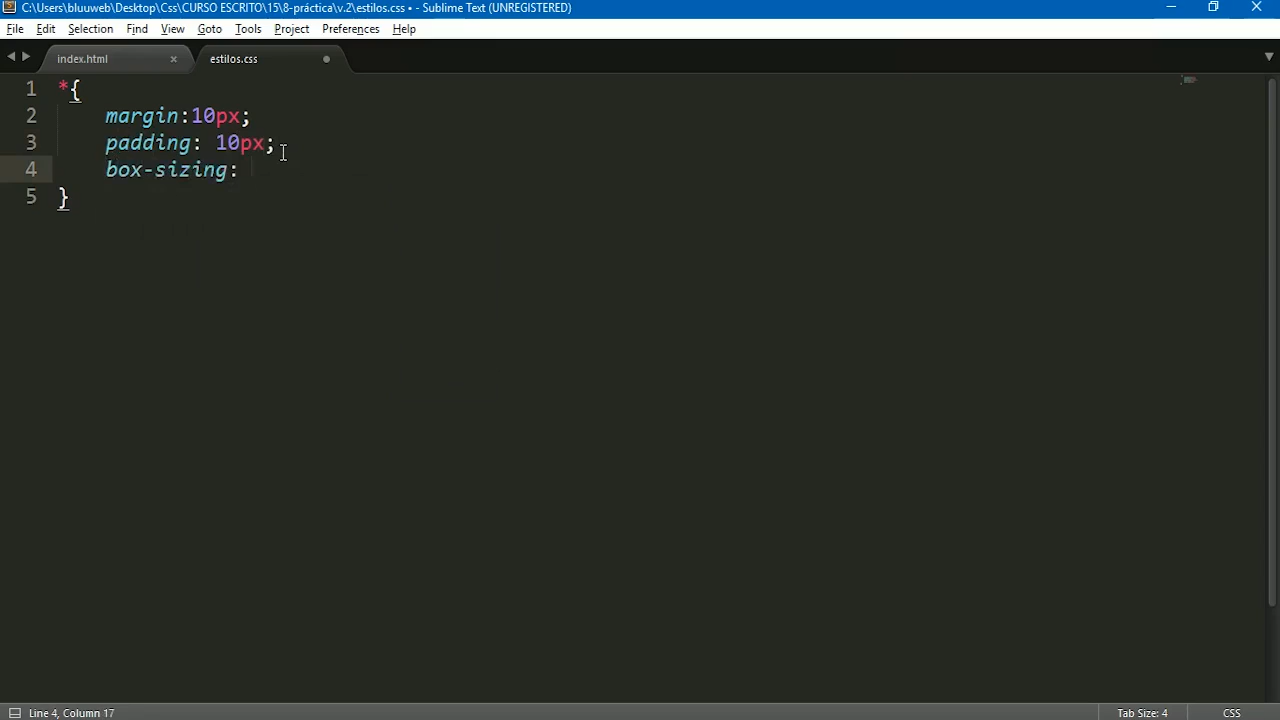 C:\Users\bluuweb\Desktop\Css\CURSO ESCRITO\15\8-práctica\v.2\estilos.css • - Sublime Text (UNREGISTERED)
File Edit Selection Find View Goto Tools Project Preferences Help
index.html × estilos.css
1 *{
2 margin:10px;
3 padding: 10px;
4 box-sizing:
5 }
Line 4, Column 17 Tab Size: 4 CSS